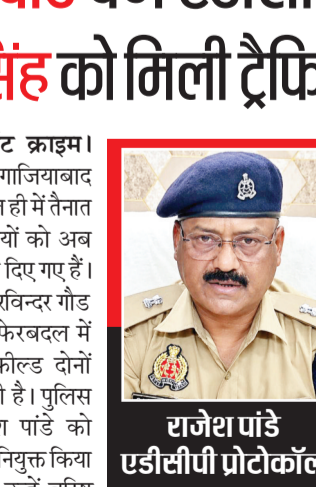 सिंह को मिली ट्रैफि
ट क्राइम।
गाजियाबाद
न ही में तैनात
यों को अब
दिए गए हैं।
रविन्दर गौड
फेरबदल में
फील्ड दोनों
ी है। पुलिस
पांडे को
नियुक्त किया
राजेश पांडे
एडीसीपी प्रोटोकॉल